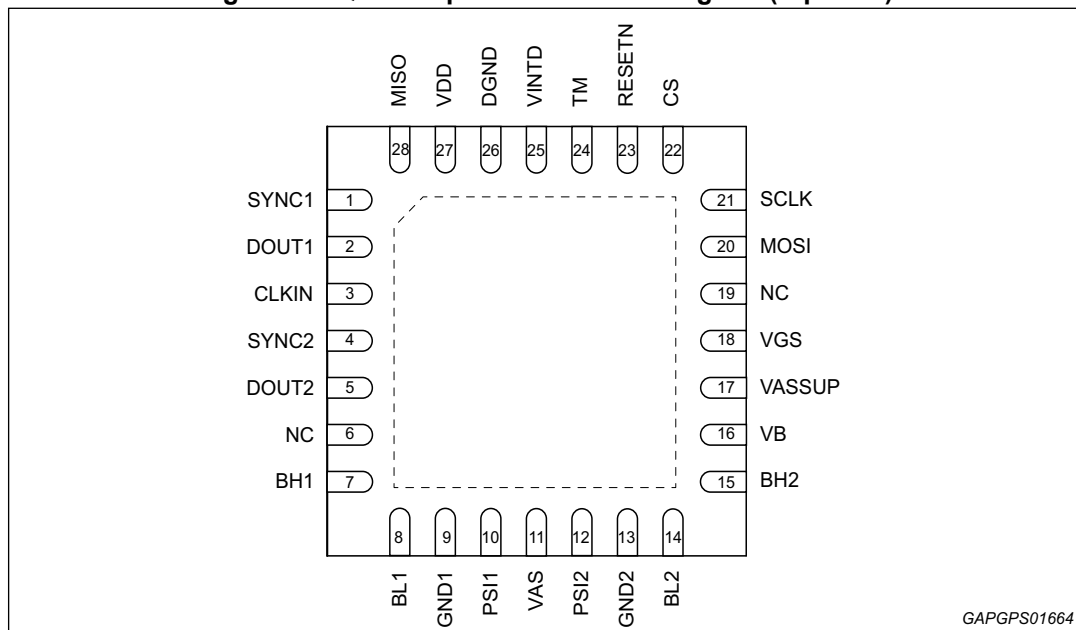 MISO
VDD
DGND
VINTD
TM
RESETN
CS
28
27
26
25
24
23
22
SYNC1 1
DOUT1 2
CLKIN 3
SYNC2 4
DOUT2 5
NC 6
BH1 7
21 SCLK
20 MOSI
19 NC
18 VGS
17 VASSUP
16 VB
15 BH2
8
9
10
11
12
13
14
BL1
GND1
PSI1
VAS
PSI2
GND2
BL2
GAPGPS01664